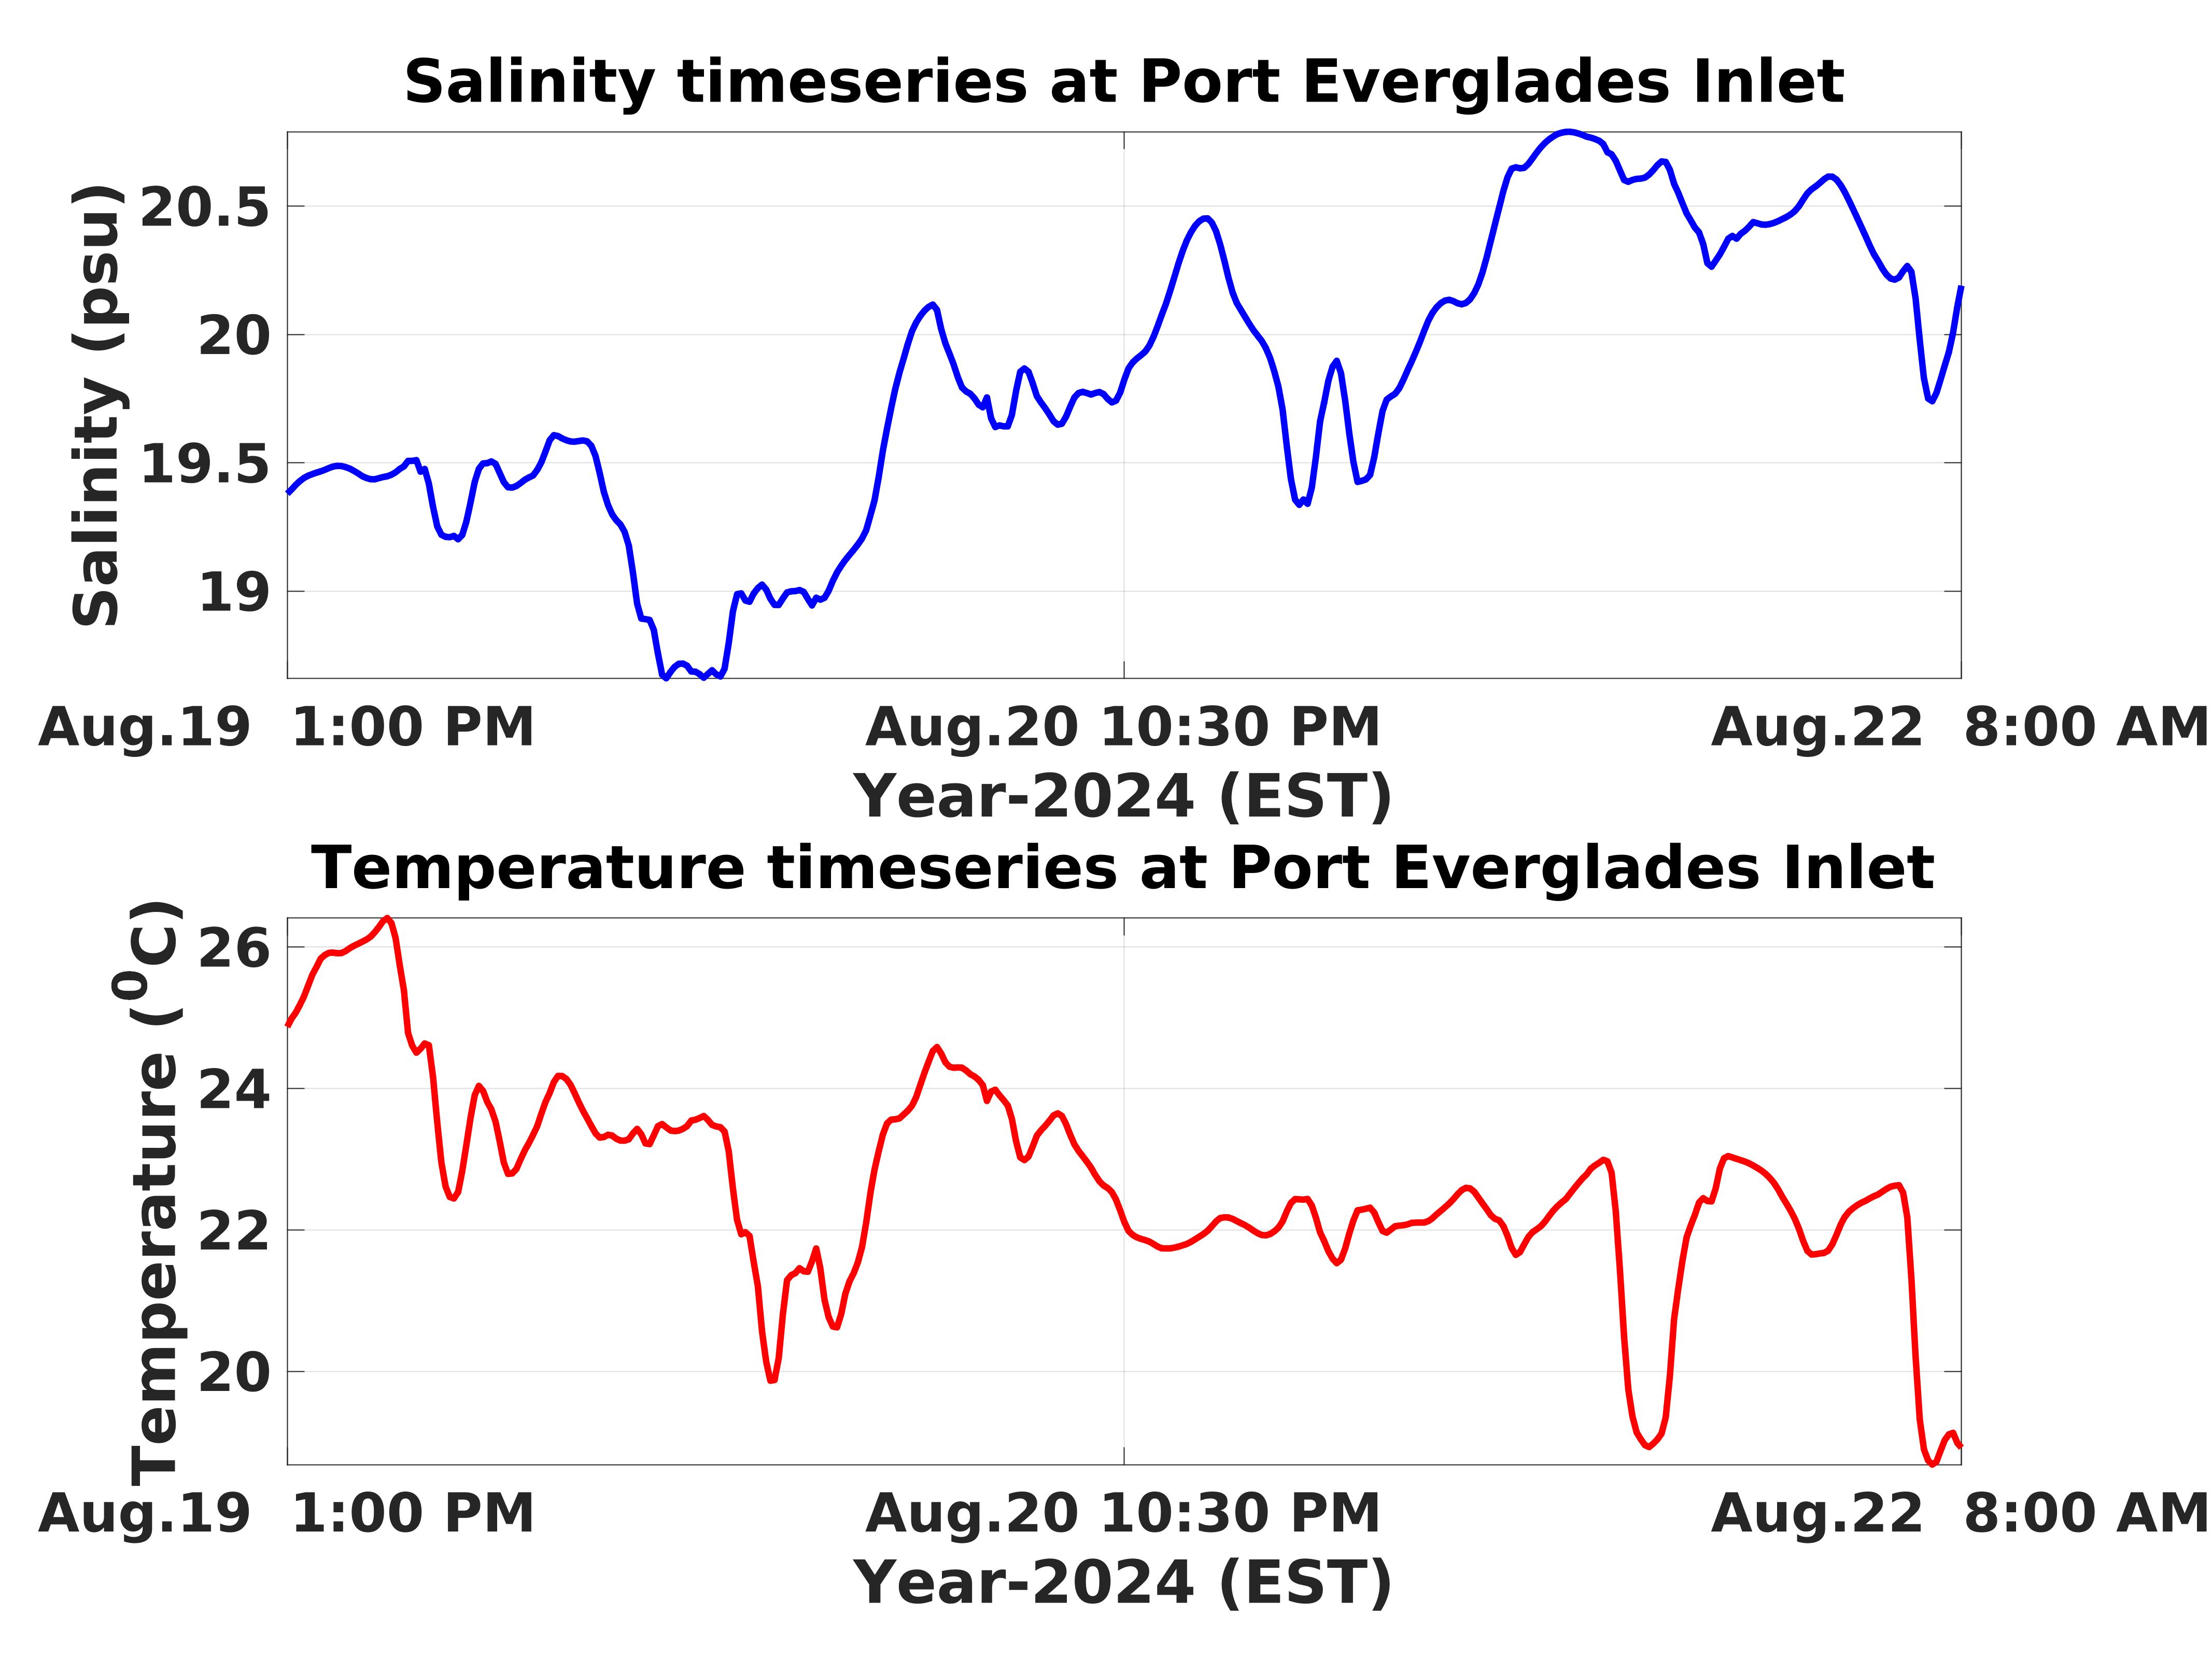 Salinity timeseries at Port Everglades Inlet
Salinity (psu)
20.5
20
19.5
19
Aug.19  1:00 PM
Aug.20 10:30 PM
Aug.22  8:00 AM
Year-2024 (EST)
Temperature timeseries at Port Everglades Inlet
Temperature (⁰C)
26
24
22
20
Aug.19  1:00 PM
Aug.20 10:30 PM
Aug.22  8:00 AM
Year-2024 (EST)